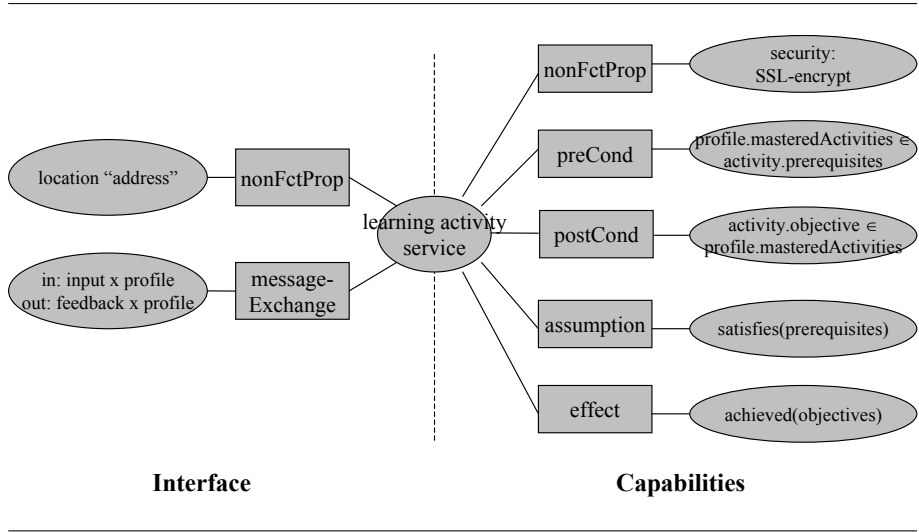 nonFctProp
security:
SSL-encrypt
preCond
profile.masteredActivities ∈
activity.prerequisites
location “address”
nonFctProp
learning activity
service
postCond
activity.objective ∈
profile.masteredActivities
in: input x profile
out: feedback x profile
message-
Exchange
assumption
satisfies(prerequisites)
effect
achieved(objectives)
Interface
Capabilities